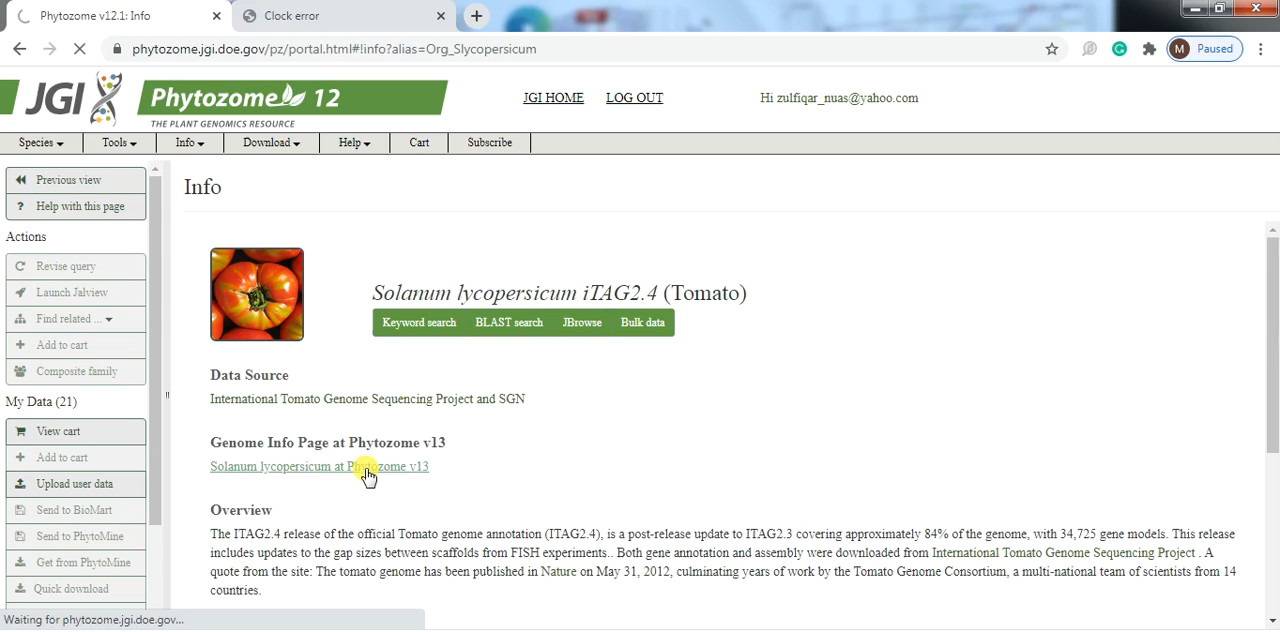 Phytozome v12.1: Info
Clock error
phytozome.jgi.doe.gov/pz/portal.html#!info?alias=Org_Slycopersicum
M Paused
JGI
Phytozome 12
THE PLANT GENOMICS RESOURCE
JGI HOME LOG OUT
Hi zulfiqar_nuas@yahoo.com
Species Tools Info Download Help Cart Subscribe
Previous view
? Help with this page
Actions
Revise query
Launch Jalview
Find related ...
Add to cart
Composite family
My Data (21)
View cart
Add to cart
Upload user data
Send to BioMart
Send to PhytoMine
Get from PhytoMine
Quick download
Info
Solanum lycopersicum iTAG2.4 (Tomato)
Keyword search BLAST search JBrowse Bulk data
Data Source
International Tomato Genome Sequencing Project and SGN
Genome Info Page at Phytozome v13
Solanum lycopersicum at Phytozome v13
Overview
The ITAG2.4 release of the official Tomato genome annotation (ITAG2.4), is a post-release update to ITAG2.3 covering approximately 84% of the genome, with 34,725 gene models. This release
includes updates to the gap sizes between scaffolds from FISH experiments.. Both gene annotation and assembly were downloaded from International Tomato Genome Sequencing Project . A
quote from the site: The tomato genome has been published in Nature on May 31, 2012, culminating years of work by the Tomato Genome Consortium, a multi-national team of scientists from 14
countries.
Waiting for phytozome.jgi.doe.gov...